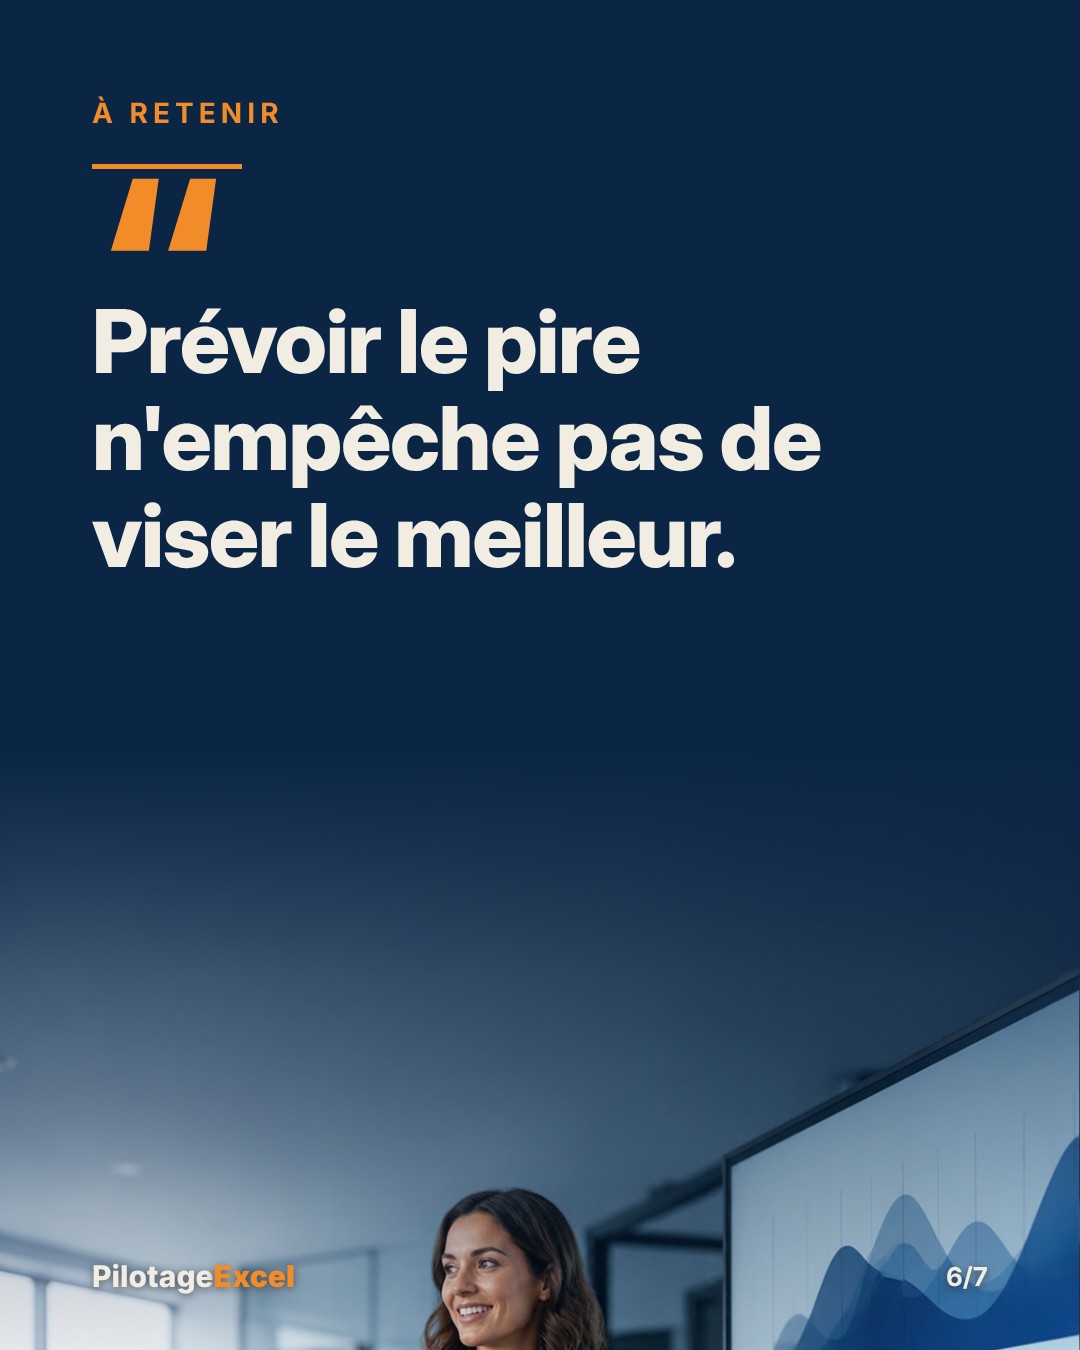 À RETENIR
"
Prévoir le pire
n'empêche pas de
viser le meilleur.
PilotageExcel
6/7